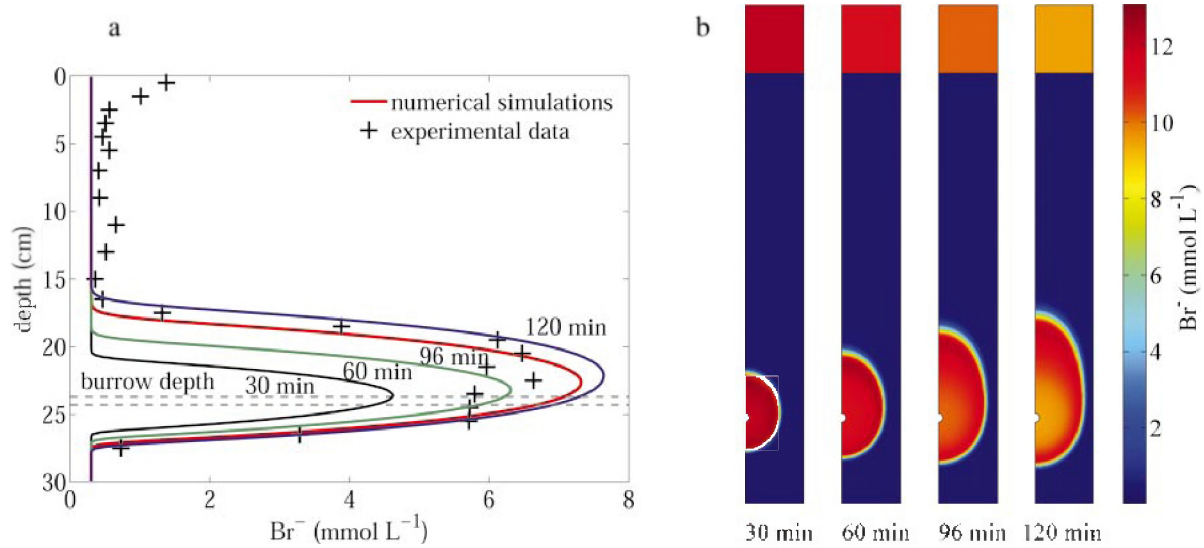 a
0
5
10
15
20
25
30
depth (cm)
numerical simulations
experimental data
120 min
96 min
60 min
30 min
burrow depth
0
2
4
6
8
Br⁻ (mmol L⁻¹)
b
30 min
60 min
96 min
120 min
12
10
8
6
4
2
Br⁻ (mmol L⁻¹)